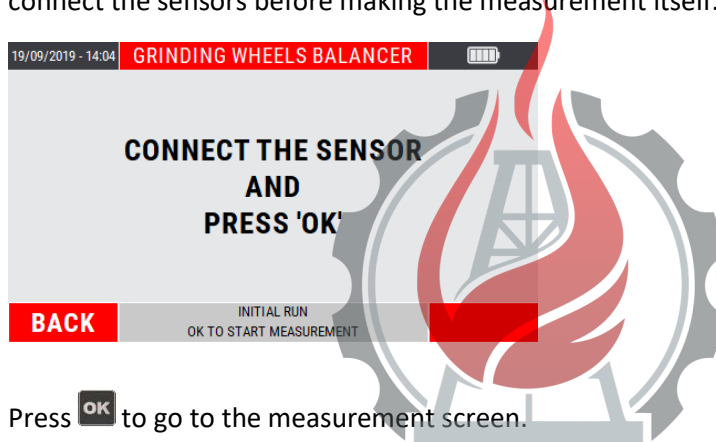 connect the sensors before making the measurement itself.
19/09/2019 - 14:04 GRINDING WHEELS BALANCER
CONNECT THE SENSOR
AND
PRESS 'OK'
BACK
INITIAL RUN
OK TO START MEASUREMENT
Press OK to go to the measurement screen.